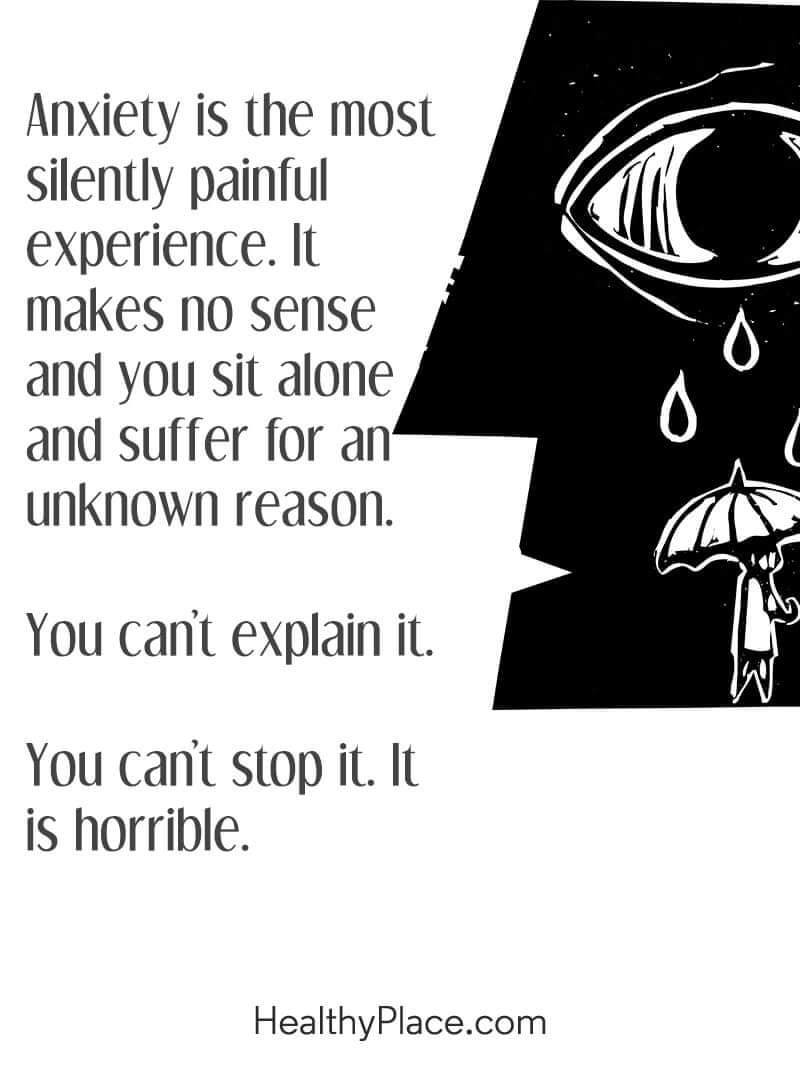 Anxiety is the most
silently painful
experience. It
makes no sense
and you sit alone
and suffer for an
unknown reason.
You can't explain it.
You can't stop it. It
is horrible.
HealthyPlace.com